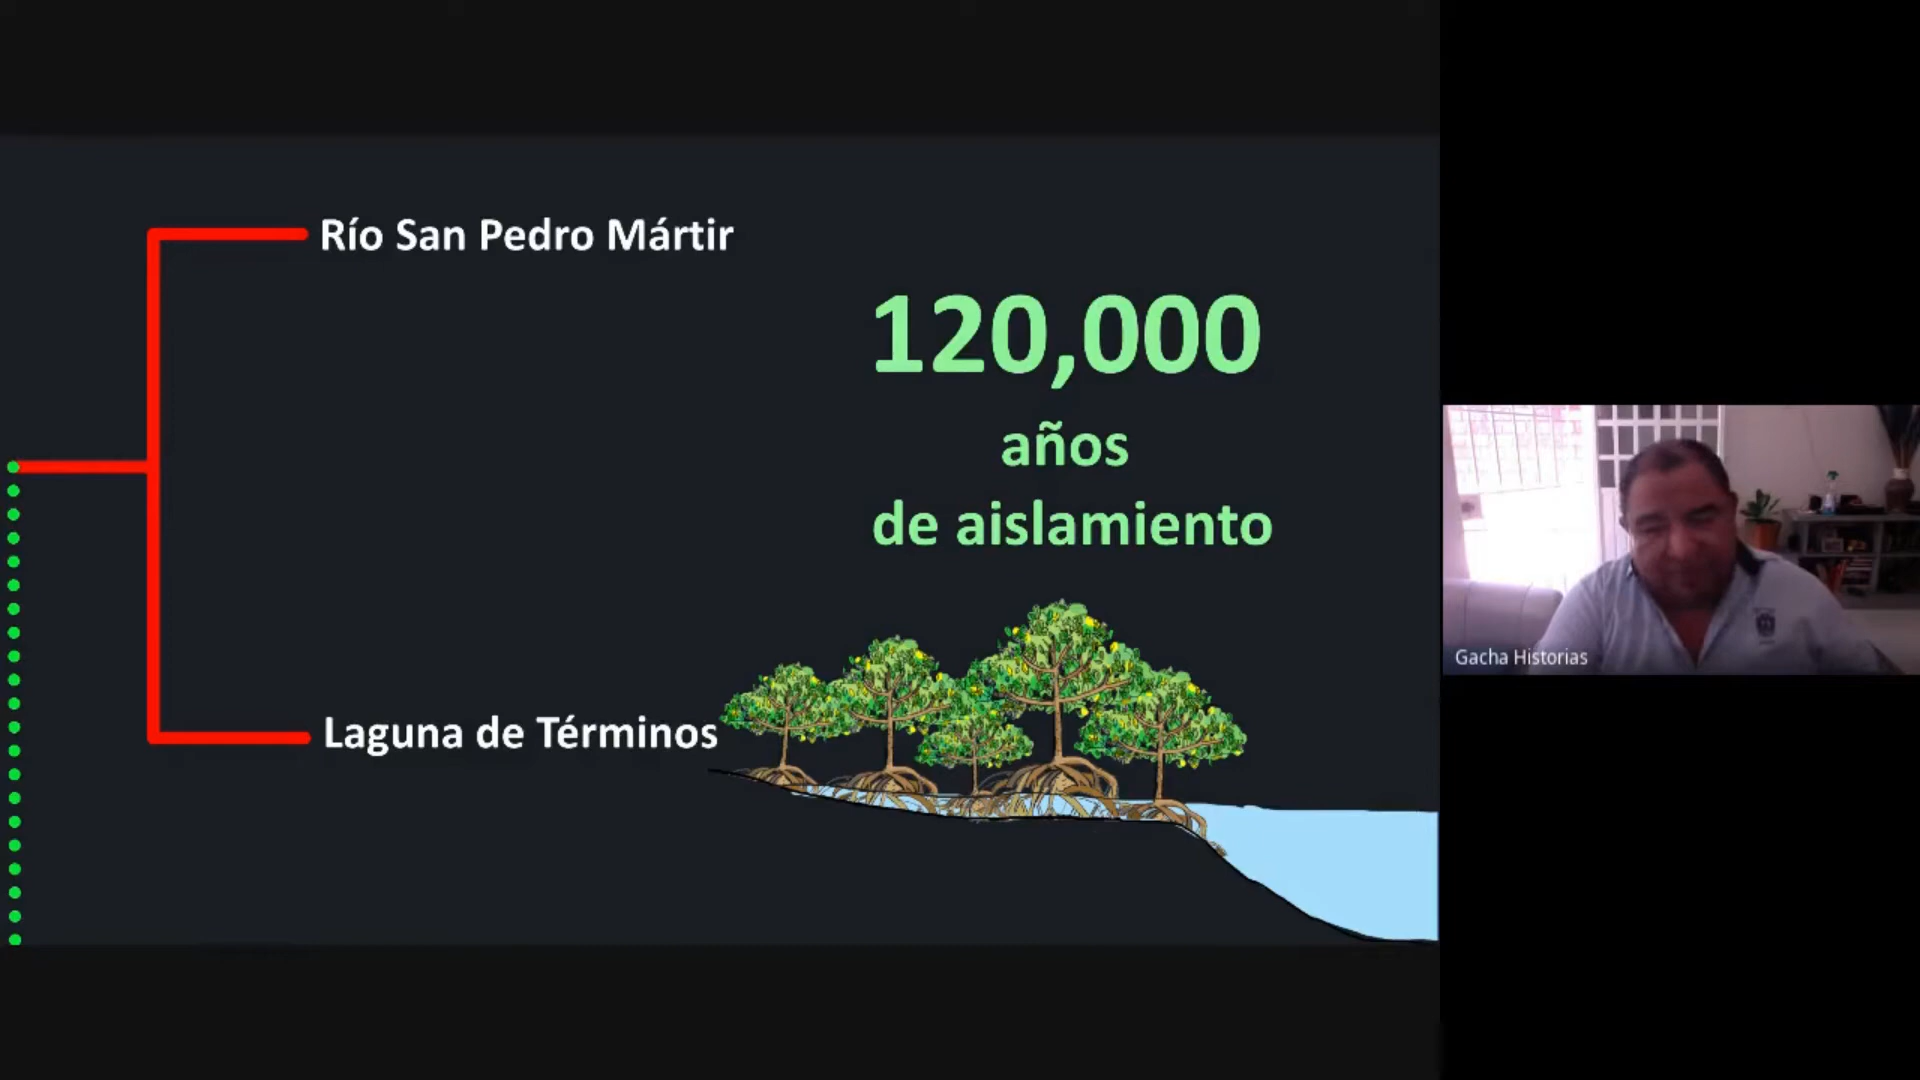 Río San Pedro Mártir
120,000
años
de aislamiento
Laguna de Términos
Gacha Historias